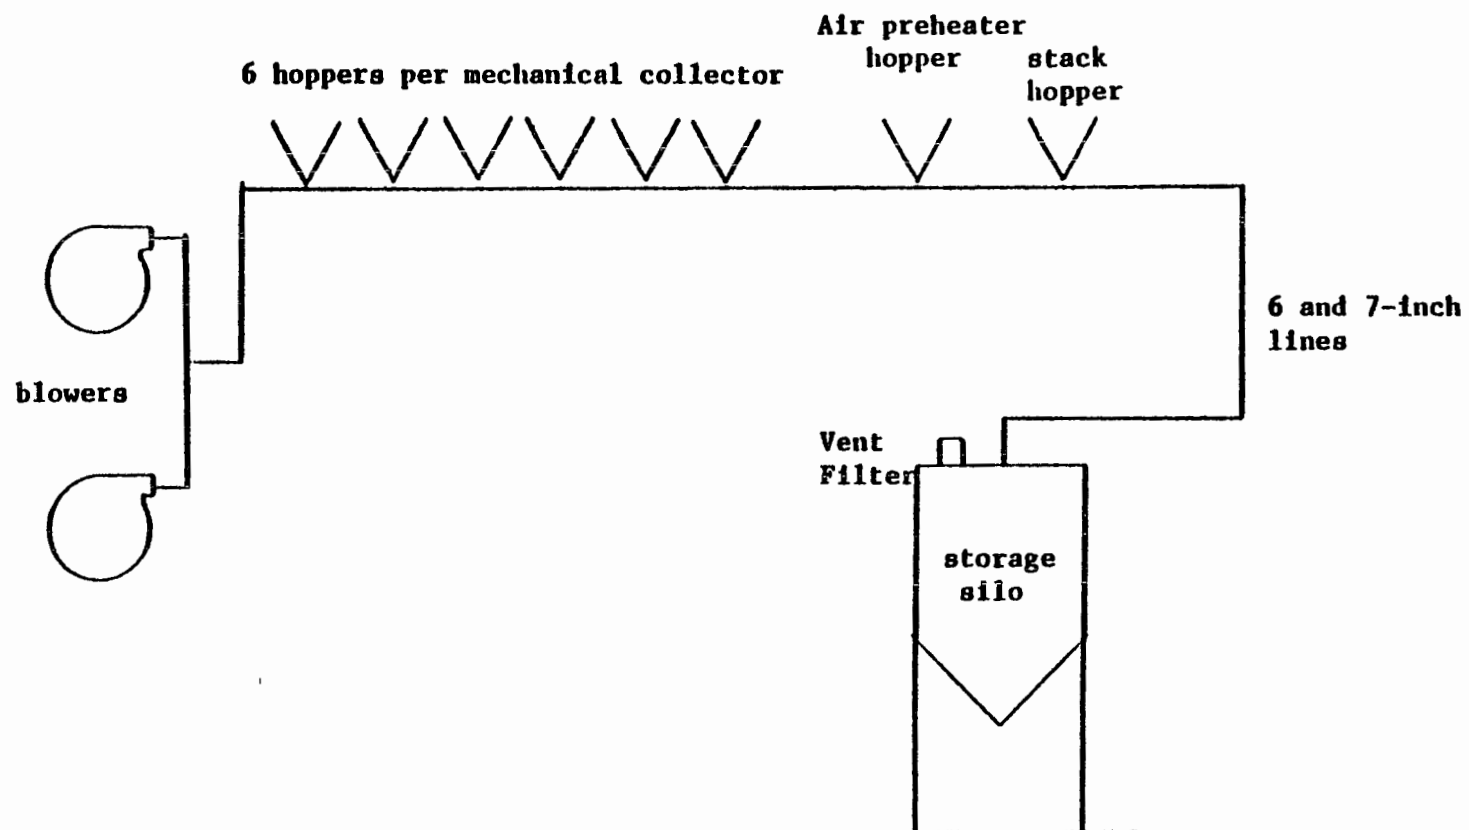 Air preheater
hopper
stack
hopper
6 hoppers per mechanical collector
6 and 7-inch
lines
blowers
Vent
Filter
storage
silo